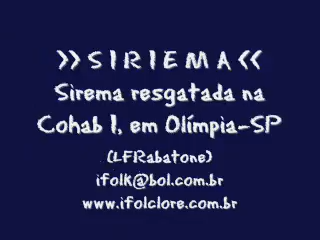 >> S I R I E M A <<
Sirema resgatada na
Cohab I, em Olímpia-SP
(LFRabatone)
ifolk@bol.com.br
www.ifolclore.com.br